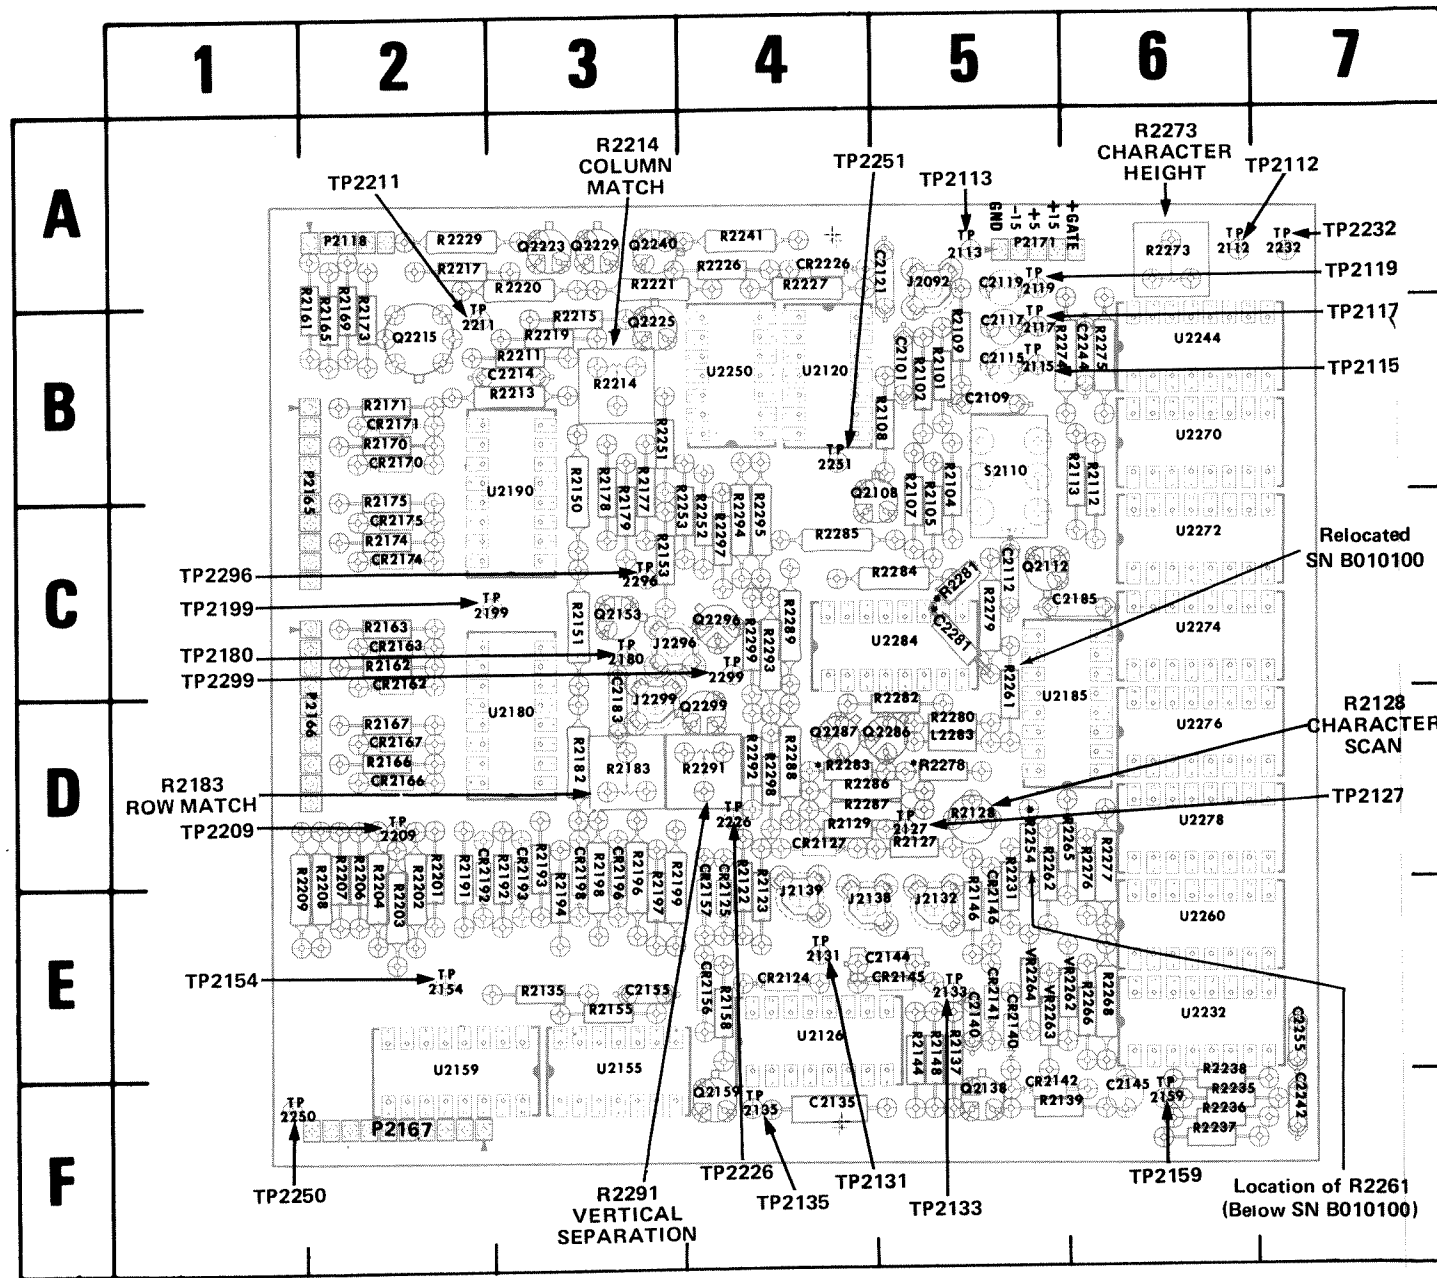 1 2 3 4 5 6 7
A
B
C
D
E
F
R2214
COLUMN
MATCH
R2273
CHARACTER
HEIGHT
TP2211
TP2251
TP2113
TP2112
TP2232
TP2119
TP2117
TP2115
Relocated
SN B010100
R2128
CHARACTER
SCAN
TP2127
TP2296
TP2199
TP2180
TP2299
R2183
ROW MATCH
TP2209
TP2154
TP2250
R2291
VERTICAL
SEPARATION
TP2226
TP2135
TP2131
TP2133
TP2159
Location of R2261
(Below SN B010100)
GND
-15
+5
+15
+GATE
P2118
R2229
Q2223
Q2229
Q2240
R2241
TP
2113
P2171
R2273
TP
2112
TP
2232
R2217
R2226
CR2226
C2121
J2092
C2119
TP
2119
R2220
R2221
R2227
R2161
R2165
R2169
R2173
Q2215
TP
2211
R2215
R2219
Q2225
R2211
C2214
R2213
R2214
U2250
U2120
C2101
R2102
R2101
R2109
C2117
TP
2117
C2115
TP
2115
R2274
C2244
R2275
U2244
R2171
CR2171
R2170
CR2170
P2165
U2190
R2251
R2108
C2109
S2110
U2270
TP
2251
R2150
R2178
R2179
R2177
R2253
R2252
R2297
R2294
R2295
Q2108
R2107
R2105
R2104
R2113
R2112
R2175
CR2175
R2174
CR2174
R2285
U2272
R2153
TP
2296
R2284
*R2281
*C2281
C2112
Q2112
TP
2199
R2151
Q2153
Q2296
R2299
R2293
R2289
U2284
R2279
C2185
U2274
R2163
CR2163
R2162
CR2162
P2166
U2180
TP
2180
J2296
TP
2299
R2261
U2185
C2183
J2299
Q2299
R2282
R2280
L2283
U2276
R2167
CR2167
R2166
CR2166
R2182
R2183
R2291
R2292
R2298
R2288
Q2287
Q2286
*R2283
*R2278
R2286
R2287
R2129
CR2127
TP
2127
R2127
R2128
*R2254
R2265
U2278
TP
2209
TP
2226
R2209
R2208
R2207
R2206
R2204
R2203
R2202
R2201
R2191
CR2192
R2192
CR2193
R2193
R2194
CR2198
R2198
CR2196
R2196
R2197
R2199
CR2157
CR2125
R2122
R2123
J2139
J2138
J2132
R2146
CR2146
R2231
R2262
R2276
R2277
U2260
TP
2154
R2135
C2155
R2155
CR2156
R2158
CR2124
TP
2131
C2144
CR2145
TP
2133
C2140
CR2141
CR2140
VR2264
VR2263
VR2262
R2266
R2268
U2232
C2255
U2159
U2155
U2126
R2144
R2148
R2137
Q2138
CR2142
R2139
C2145
TP
2159
R2238
R2235
R2236
R2237
C2242
TP
2250
P2167
Q2159
TP
2135
C2135